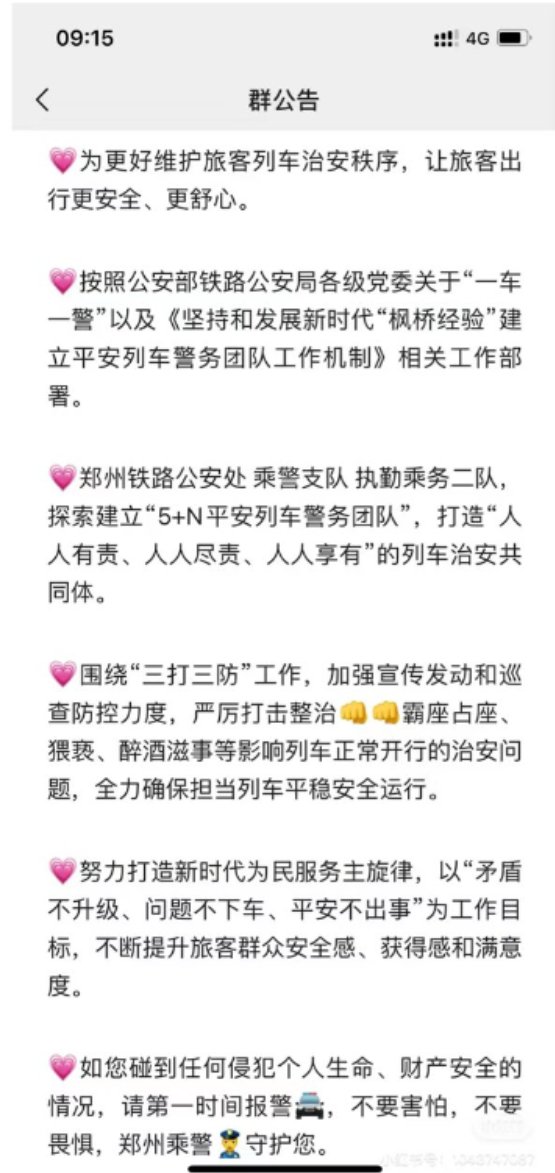 09:15
4G
群公告
💗为更好维护旅客列车治安秩序，让旅客出
行更安全、更舒心。
💗按照公安部铁路公安局各级党委关于“一车
一警”以及《坚持和发展新时代“枫桥经验”建
立平安列车警务团队工作机制》相关工作部
署。
💗郑州铁路公安处 乘警支队 执勤乘务二队，
探索建立“5+N平安列车警务团队”，打造“人
人有责、人人尽责、人人享有”的列车治安共
同体。
💗围绕“三打三防”工作，加强宣传发动和巡
查防控力度，严厉打击整治👊👊霸座占座、
猥亵、醉酒滋事等影响列车正常开行的治安问
题，全力确保担当列车平稳安全运行。
💗努力打造新时代为民服务主旋律，以“矛盾
不升级、问题不下车、平安不出事”为工作目
标，不断提升旅客群众安全感、获得感和满意
度。
💗如您碰到任何侵犯个人生命、财产安全的
情况，请第一时间报警🚔，不要害怕，不要
畏惧，郑州乘警👮守护您。
小红书号：